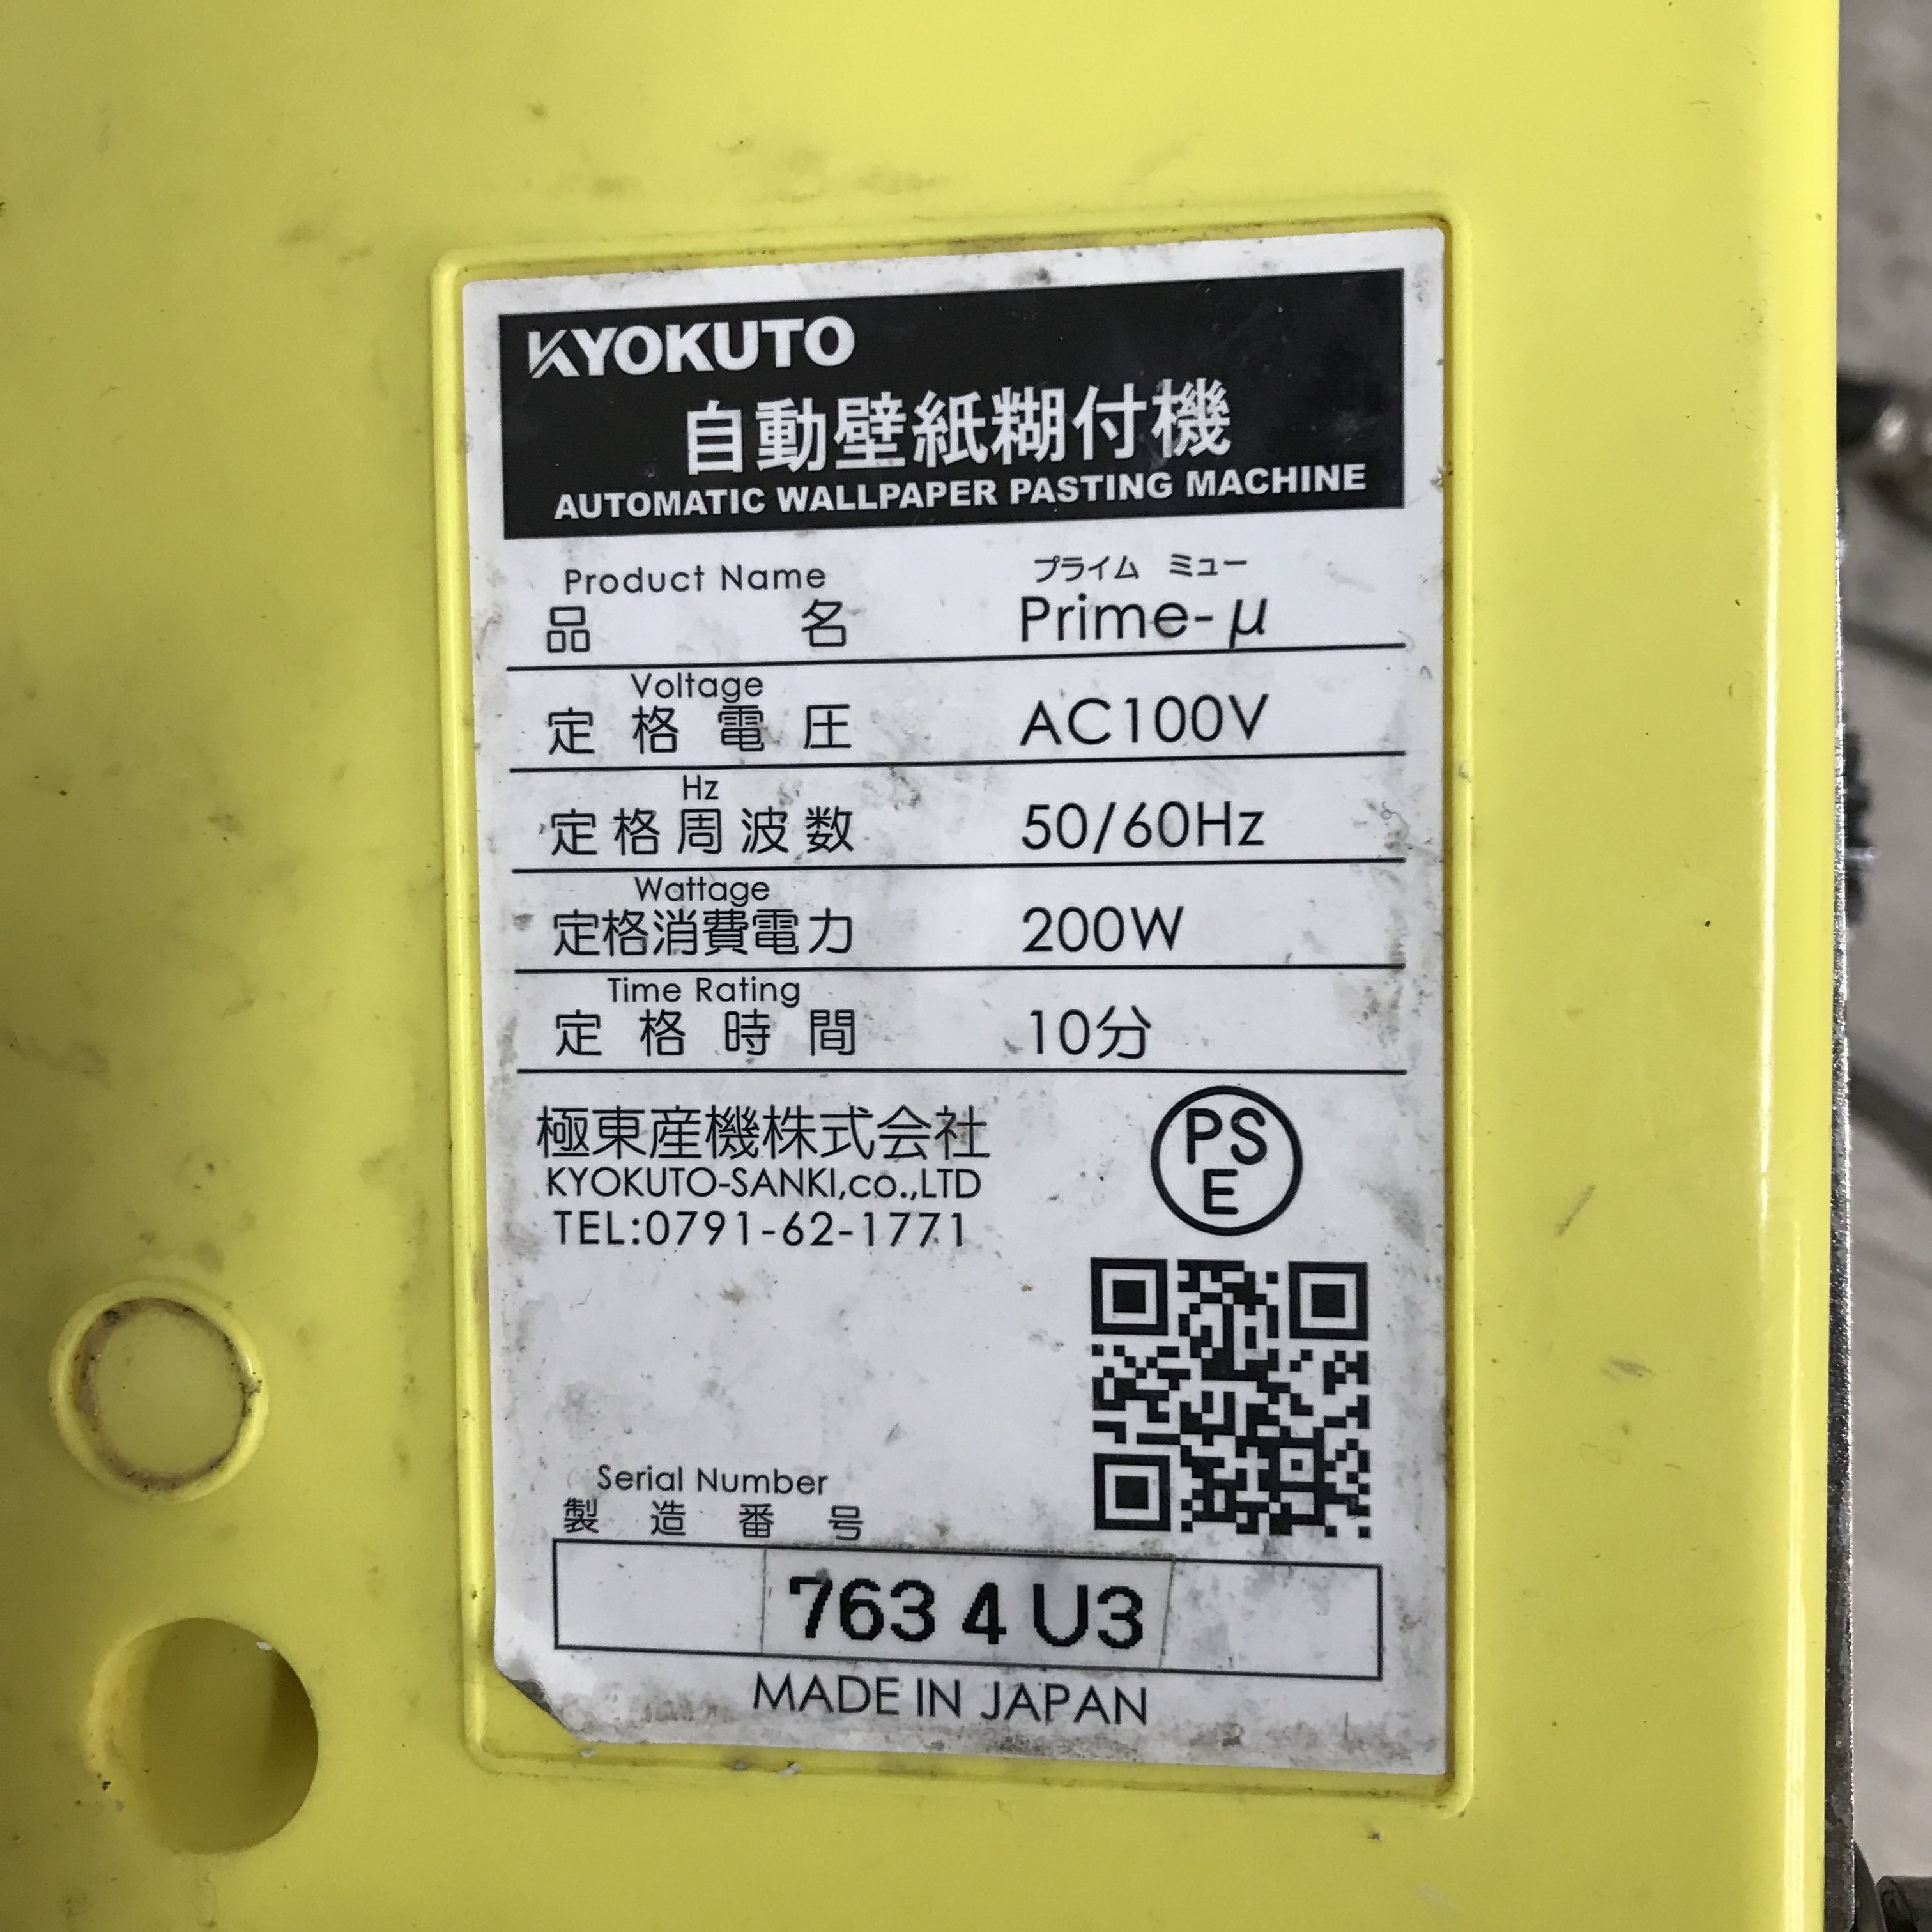 KYOKUTO
自動壁紙糊付機
AUTOMATIC WALLPAPER PASTING MACHINE
Product Name
プライム ミュー
品名 Prime-μ
Voltage
定格電圧 AC100V
Hz
定格周波数 50/60Hz
Wattage
定格消費電力 200W
Time Rating
定格時間 10分
極東産機株式会社
KYOKUTO-SANKI,co.,LTD
TEL:0791-62-1771
PS
E
Serial Number
製造番号
763 4 U3
MADE IN JAPAN